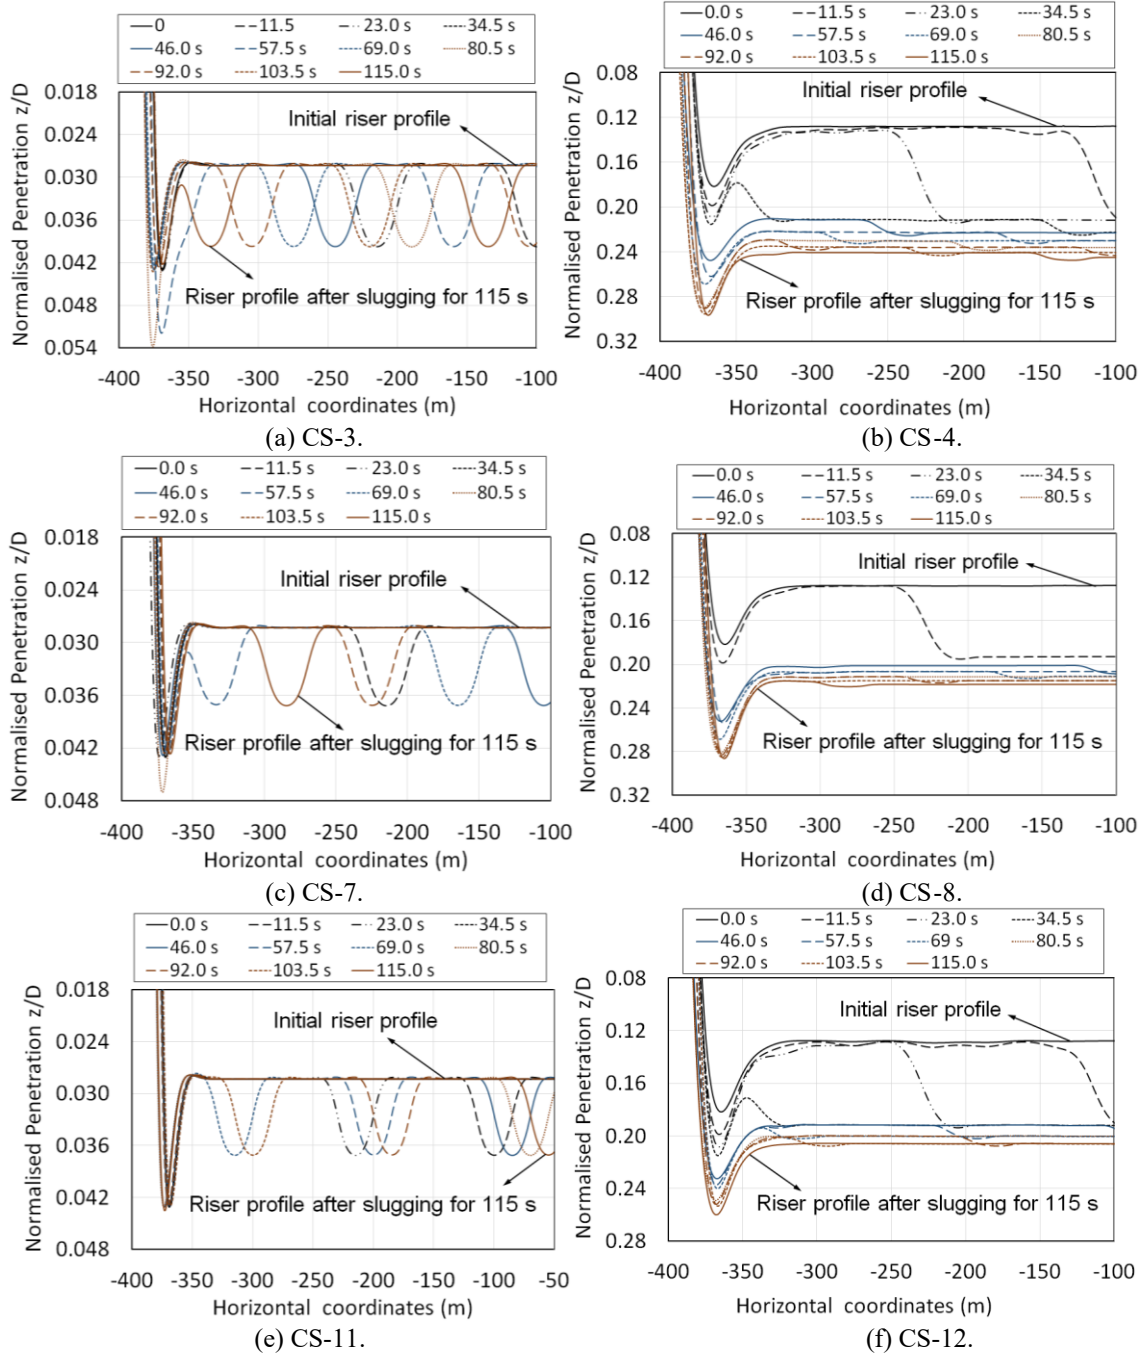 0 11.5 23.0 s 34.5 s
46.0 s 57.5 s 69.0 s 80.5 s
92.0 s 103.5 s 115.0 s
Normalised Penetration z/D
0.018
0.024
0.030
0.036
0.042
0.048
0.054
Initial riser profile
Riser profile after slugging for 115 s
-400 -350 -300 -250 -200 -150 -100
Horizontal coordinates (m)
(a) CS-3.
0.0 s 11.5 s 23.0 s 34.5 s
46.0 s 57.5 s 69.0 s 80.5 s
92.0 s 103.5 s 115.0 s
Normalised Penetration z/D
0.08
0.12
0.16
0.20
0.24
0.28
0.32
Initial riser profile
Riser profile after slugging for 115 s
-400 -350 -300 -250 -200 -150 -100
Horizontal coordinates (m)
(b) CS-4.
0.0 s 11.5 s 23.0 s 34.5 s
46.0 s 57.5 s 69.0 s 80.5 s
92.0 s 103.5 s 115.0 s
Normalised Penetration z/D
0.018
0.024
0.030
0.036
0.042
0.048
Initial riser profile
Riser profile after slugging for 115 s
-400 -350 -300 -250 -200 -150 -100
Horizontal coordinates (m)
(c) CS-7.
0.0 s 11.5 s 23.0 s 34.5 s
46.0 s 57.5 s 69.0 s 80.5 s
92.0 s 103.5 s 115.0 s
Normalised Penetration z/D
0.08
0.12
0.16
0.20
0.24
0.28
0.32
Initial riser profile
Riser profile after slugging for 115 s
-400 -350 -300 -250 -200 -150 -100
Horizontal coordinates (m)
(d) CS-8.
0.0 s 11.5 s 23.0 s 34.5 s
46.0 s 57.5 s 69.0 s 80.5 s
92.0 s 103.5 s 115.0 s
Normalised Penetration z/D
0.018
0.024
0.030
0.036
0.042
0.048
Initial riser profile
Riser profile after slugging for 115 s
-400 -350 -300 -250 -200 -150 -100 -50
Horizontal coordinates (m)
(e) CS-11.
0.0 s 11.5 s 23.0 s 34.5 s
46.0 s 57.5 s 69 s 80.5 s
92.0 s 103.5 s 115.0 s
Normalised Penetration z/D
0.08
0.12
0.16
0.20
0.24
0.28
Initial riser profile
Riser profile after slugging for 115 s
-400 -350 -300 -250 -200 -150 -100
Horizontal coordinates (m)
(f) CS-12.